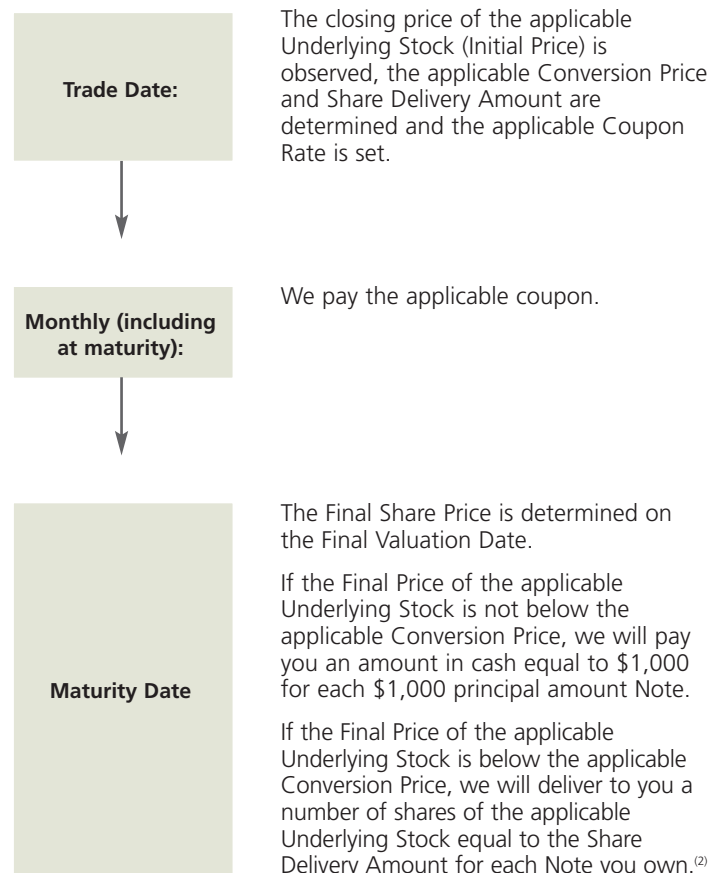 Trade Date:
The closing price of the applicable
Underlying Stock (Initial Price) is
observed, the applicable Conversion Price
and Share Delivery Amount are
determined and the applicable Coupon
Rate is set.
Monthly (including
at maturity):
We pay the applicable coupon.
Maturity Date
The Final Share Price is determined on
the Final Valuation Date.
If the Final Price of the applicable
Underlying Stock is not below the
applicable Conversion Price, we will pay
you an amount in cash equal to $1,000
for each $1,000 principal amount Note.
If the Final Price of the applicable
Underlying Stock is below the applicable
Conversion Price, we will deliver to you a
number of shares of the applicable
Underlying Stock equal to the Share
Delivery Amount for each Note you own.(2)